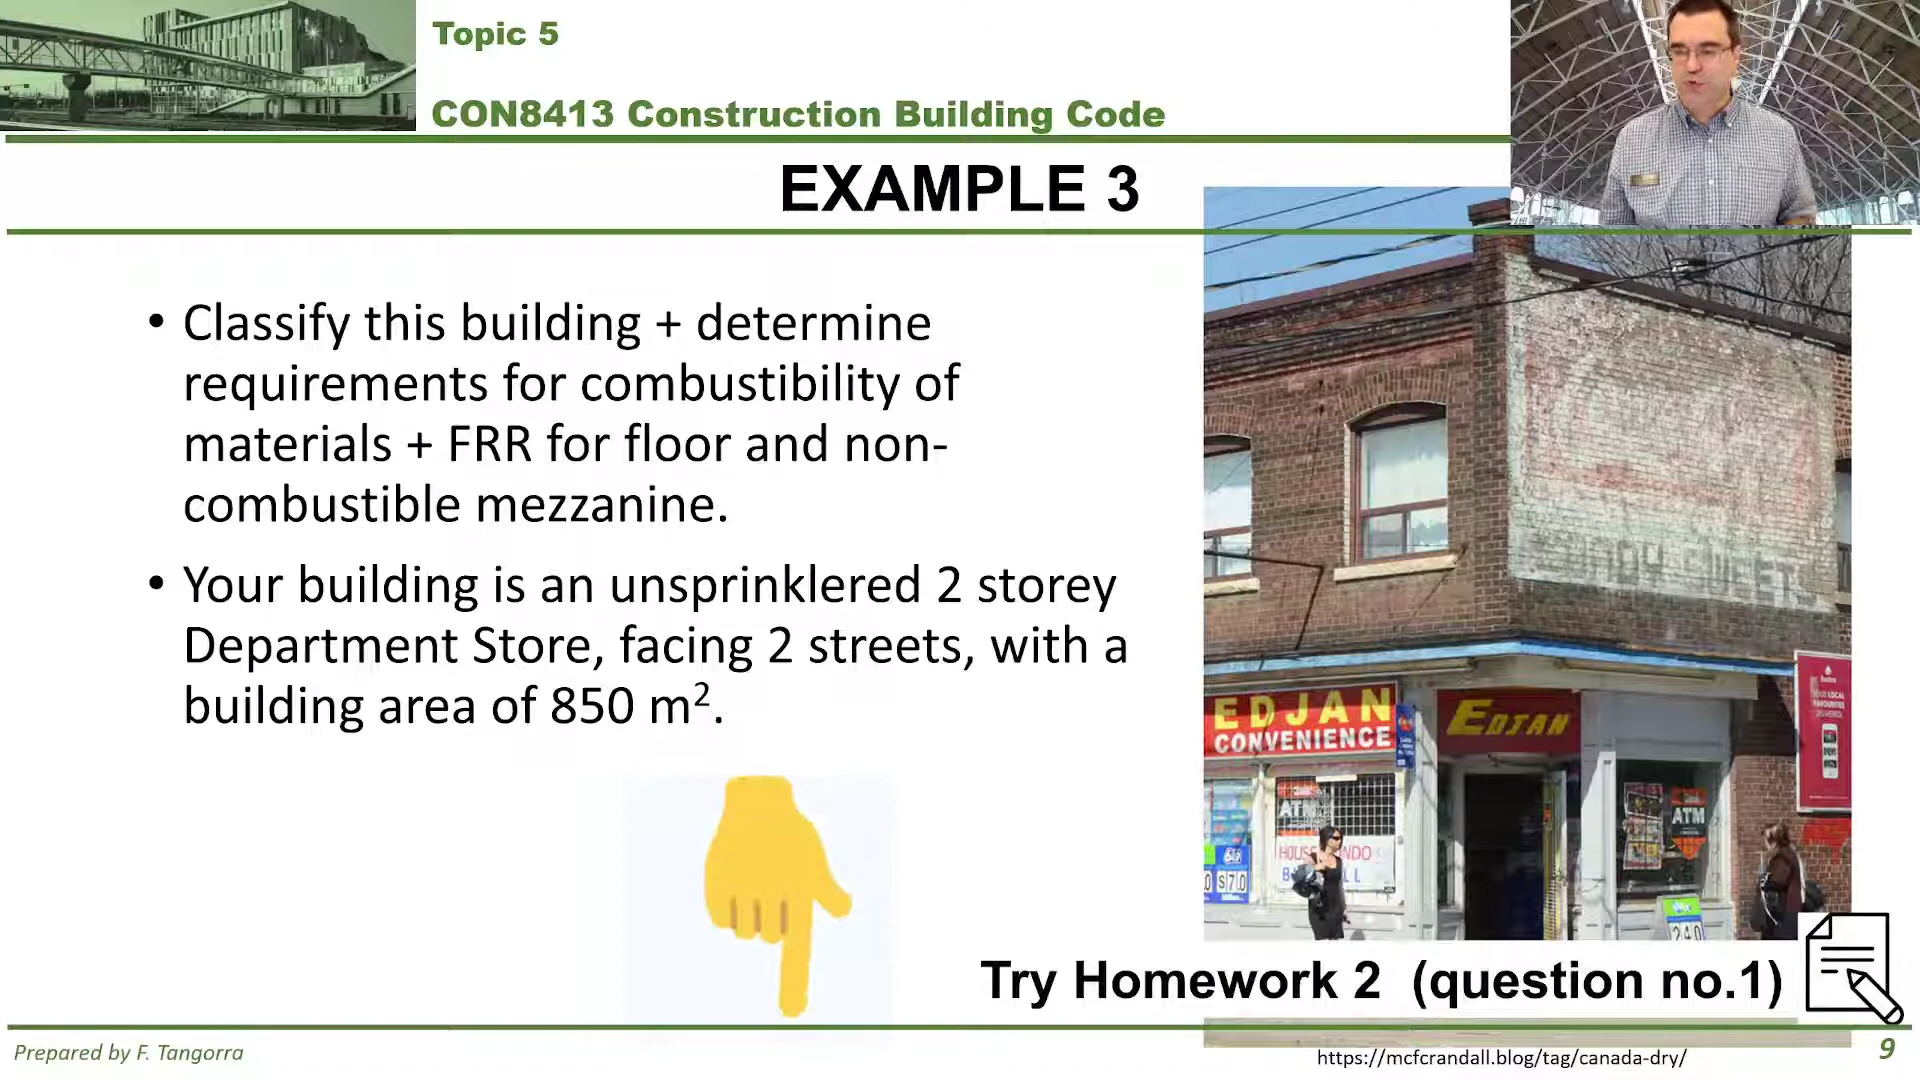 Topic 5
CON8413 Construction Building Code
EXAMPLE 3
• Classify this building + determine
requirements for combustibility of
materials + FRR for floor and non-
combustible mezzanine.
• Your building is an unsprinklered 2 storey
Department Store, facing 2 streets, with a
building area of 850 m².
EDJAN
CONVENIENCE
EDJAN
ATM
ATM
Try Homework 2 (question no.1)
Prepared by F. Tangorra
https://mcfcrandall.blog/tag/canada-dry/
9